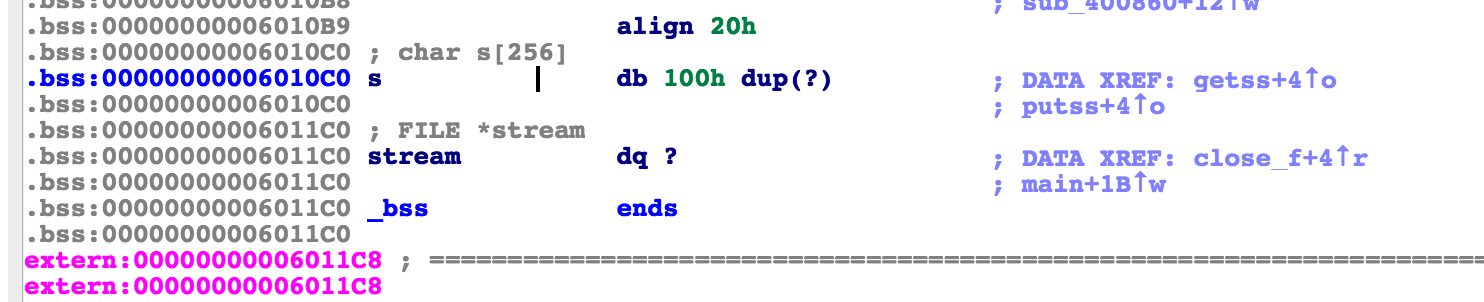 .bss:00000000006010B8 ; sub_400860+12↑w
.bss:00000000006010B9 align 20h
.bss:00000000006010C0 ; char s[256]
.bss:00000000006010C0 s db 100h dup(?) ; DATA XREF: getss+4↑o
.bss:00000000006010C0 ; putss+4↑o
.bss:00000000006011C0 ; FILE *stream
.bss:00000000006011C0 stream dq ? ; DATA XREF: close_f+4↑r
.bss:00000000006011C0 ; main+1B↑w
.bss:00000000006011C0 _bss ends
.bss:00000000006011C0
extern:00000000006011C8 ; ===========================================================================
extern:00000000006011C8